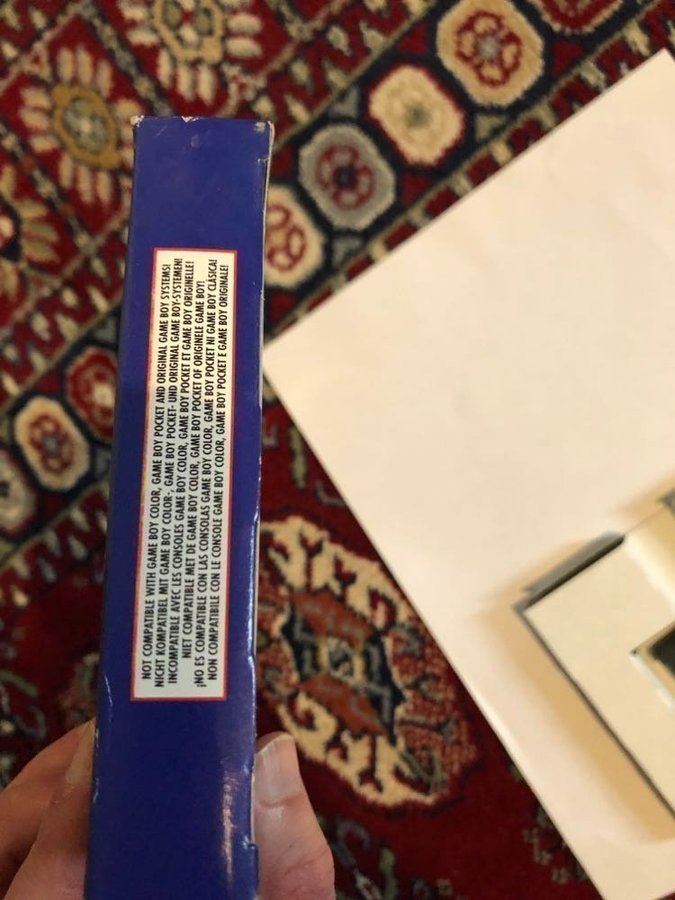 NOT COMPATIBLE WITH GAME BOY COLOR, GAME BOY POCKET AND ORIGINAL GAME BOY SYSTEMS!
NICHT KOMPATIBEL MIT GAME BOY COLOR-, GAME BOY POCKET- UND ORIGINAL GAME BOY-SYSTEMEN!
INCOMPATIBLE AVEC LES CONSOLES GAME BOY COLOR, GAME BOY POCKET ET GAME BOY ORIGINELLE!
NIET COMPATIBLE MET DE GAME BOY COLOR, GAME BOY POCKET OF ORIGINELE GAME BOY!
¡NO ES COMPATIBLE CON LAS CONSOLAS GAME BOY COLOR, GAME BOY POCKET NI GAME BOY CLÁSICA!
NON COMPATIBILE CON LE CONSOLE GAME BOY COLOR, GAME BOY POCKET E GAME BOY ORIGINALE!